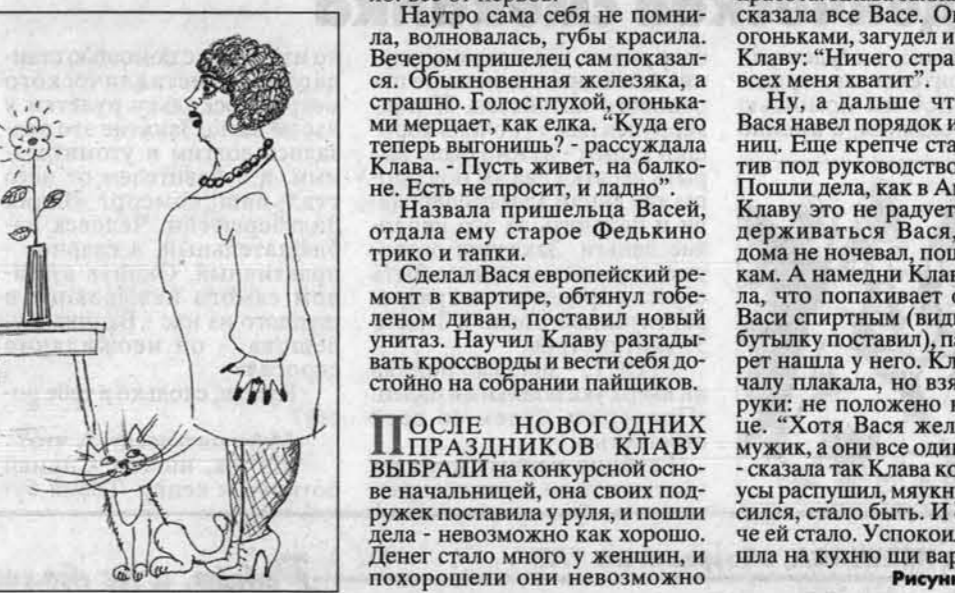 Наутро сама себя не помни-
ла, волновалась, губы красила.
Вечером пришелец сам показал-
ся. Обыкновенная железяка, а
страшно. Голос глухой, огонька-
ми мерцает, как елка. “Куда его
теперь выгонишь? - рассуждала
Клава. - Пусть живет, на балко-
не. Есть не просит, и ладно”.
Назвала пришельца Васей,
отдала ему старое Федькино
трико и тапки.
Сделал Вася европейский ре-
монт в квартире, обтянул гобе-
леном диван, поставил новый
унитаз. Научил Клаву разгады-
вать кроссворды и вести себя до-
стойно на собрании пайщиков.
ПОСЛЕ НОВОГОДНИХ
ПРАЗДНИКОВ КЛАВУ
ВЫБРАЛИ на конкурсной осно-
ве начальницей, она своих под-
ружек поставила у руля, и пошли
дела - невозможно как хорошо.
Денег стало много у женщин, и
похорошели они невозможно
сказала все Васе. О
огоньками, загудел и
Клаву: “Ничего стра
всех меня хватит”.
Ну, а дальше чт
Вася навел порядок и
ниц. Еще крепче ста
тив под руководство
Пошли дела, как в Ам
Клаву это не радует
держиваться Вася,
дома не ночевал, пош
кам. А намедни Клав
ла, что попахивает о
Васи спиртным (види
бутылку поставил), па
рет нашла у него. Кл
чалу плакала, но взя
руки: не положено н
це. “Хотя Вася жел
мужик, а они все один
- сказала так Клава ко
усы распушил, мяукн
сился, стало быть. И
че ей стало. Успокои
шла на кухню щи вар
Рисунк